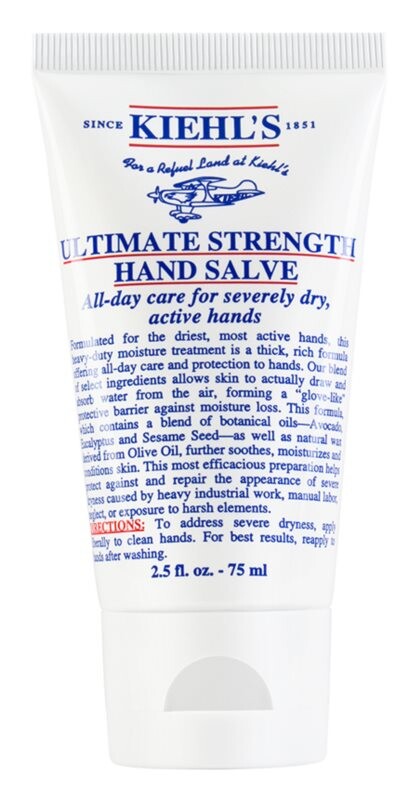 SINCE KIEHL'S 1851
For a Refuel Land at Kiehl's
KIEHL'S
ULTIMATE STRENGTH
HAND SALVE
All-day care for severely dry,
active hands
Formulated for the driest, most active hands, this
heavy-duty moisture treatment is a thick, rich formula
offering all-day care and protection to hands. Our blend
of select ingredients allows skin to actually draw and
absorb water from the air, forming a "glove-like"
protective barrier against moisture loss. This formula,
which contains a blend of botanical oils—Avocado,
Eucalyptus and Sesame Seed—as well as natural wax
derived from Olive Oil, further soothes, moisturizes and
conditions skin. This most efficacious preparation helps
protect against and repair the appearance of severe
dryness caused by heavy industrial work, manual labor,
neglect, or exposure to harsh elements.
DIRECTIONS: To address severe dryness, apply
liberally to clean hands. For best results, reapply to
hands after washing.
2.5 fl. oz. - 75 ml